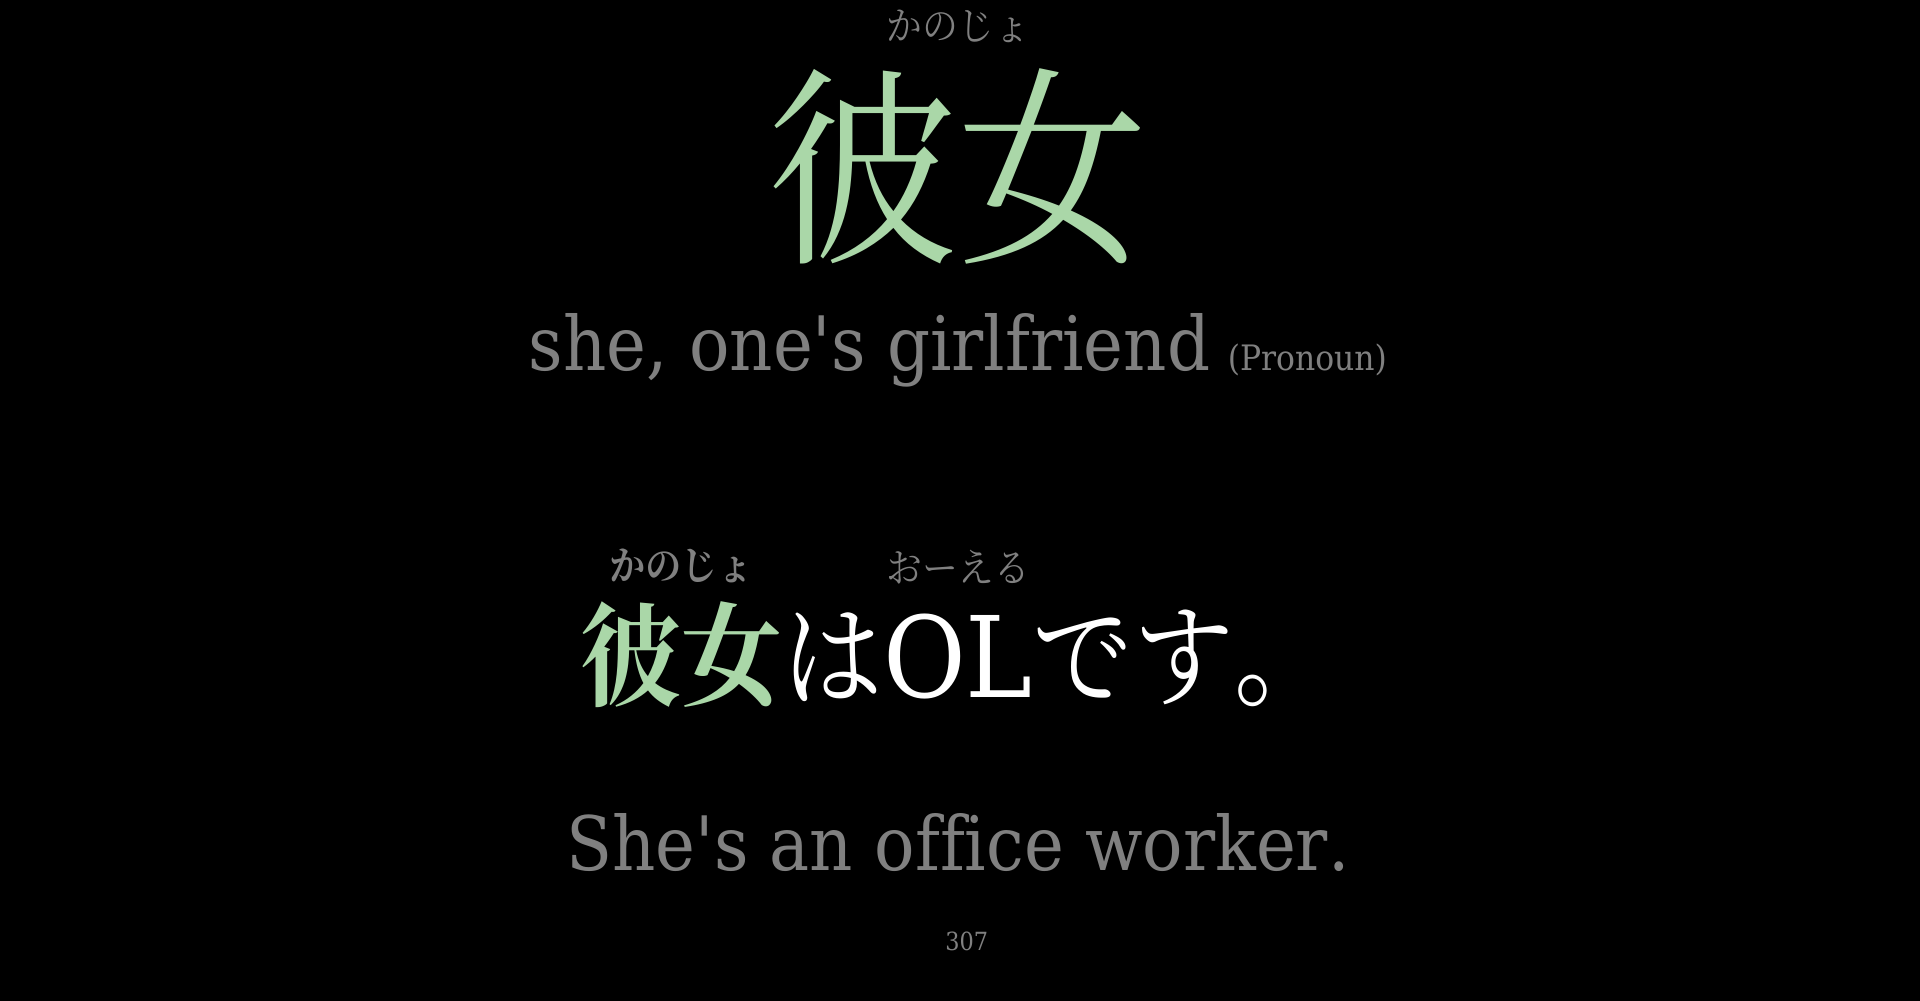 かのじょ
彼女
she, one's girlfriend (Pronoun)
かのじょ おーえる
彼女はOLです。
She's an office worker.
307